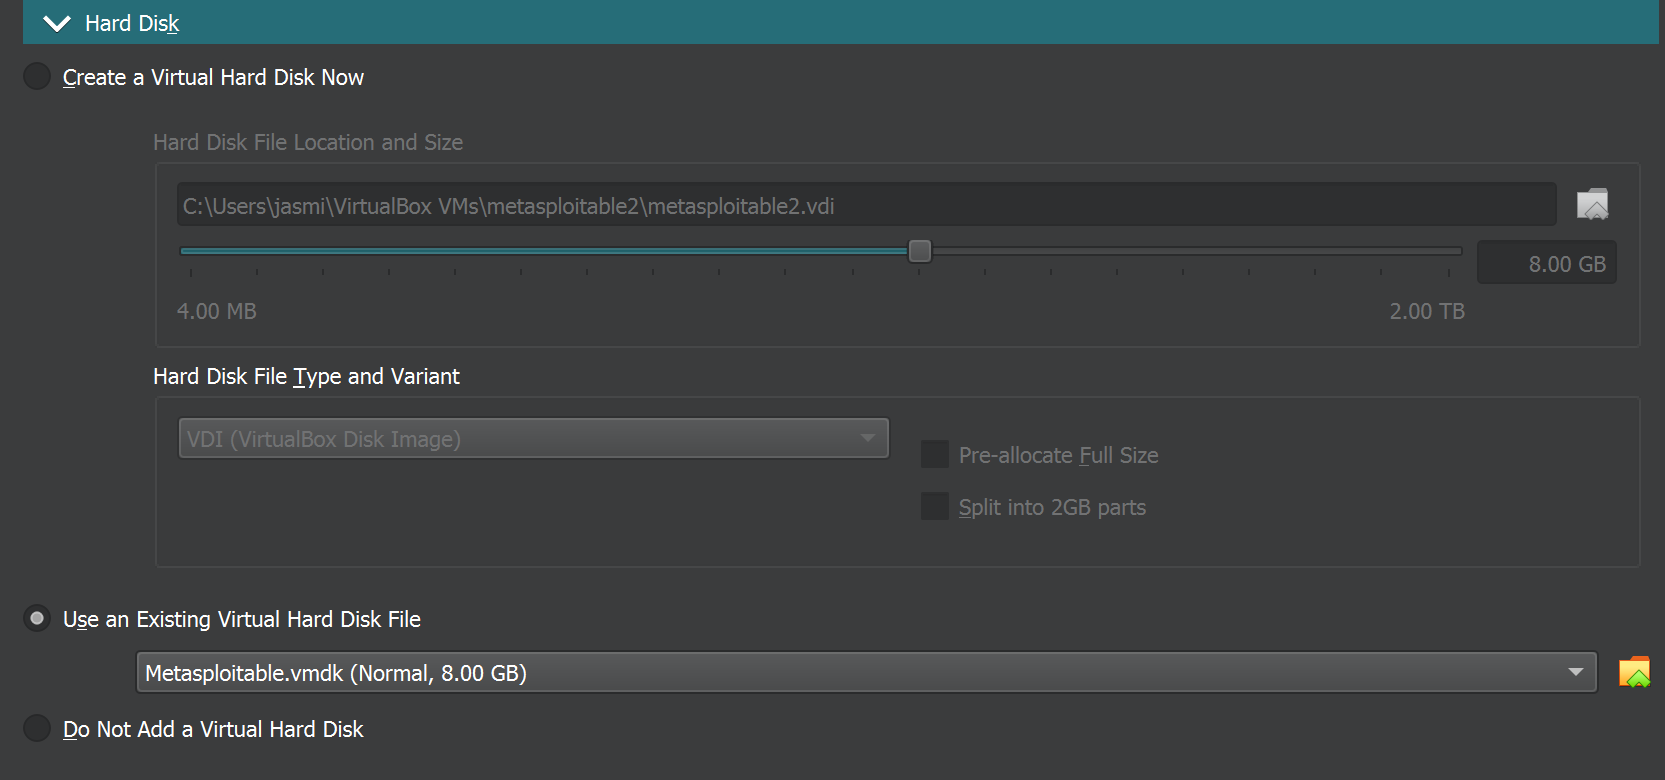 Hard Disk
Create a Virtual Hard Disk Now
Hard Disk File Location and Size
C:\Users\jasmi\VirtualBox VMs\metasploitable2\metasploitable2.vdi
8.00 GB
4.00 MB 2.00 TB
Hard Disk File Type and Variant
VDI (VirtualBox Disk Image)
Pre-allocate Full Size
Split into 2GB parts
Use an Existing Virtual Hard Disk File
Metasploitable.vmdk (Normal, 8.00 GB)
Do Not Add a Virtual Hard Disk